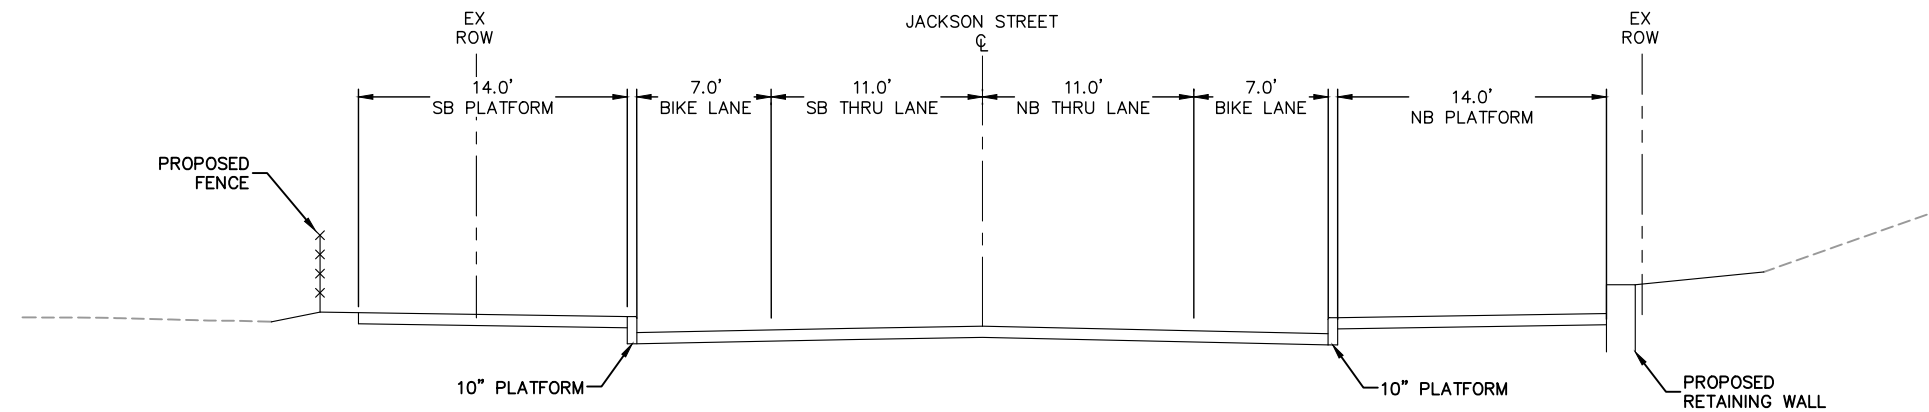 EX
ROW
JACKSON STREET
℄
EX
ROW
14.0'
SB PLATFORM
7.0'
BIKE LANE
11.0'
SB THRU LANE
11.0'
NB THRU LANE
7.0'
BIKE LANE
14.0'
NB PLATFORM
PROPOSED
FENCE
10" PLATFORM
10" PLATFORM
PROPOSED
RETAINING WALL